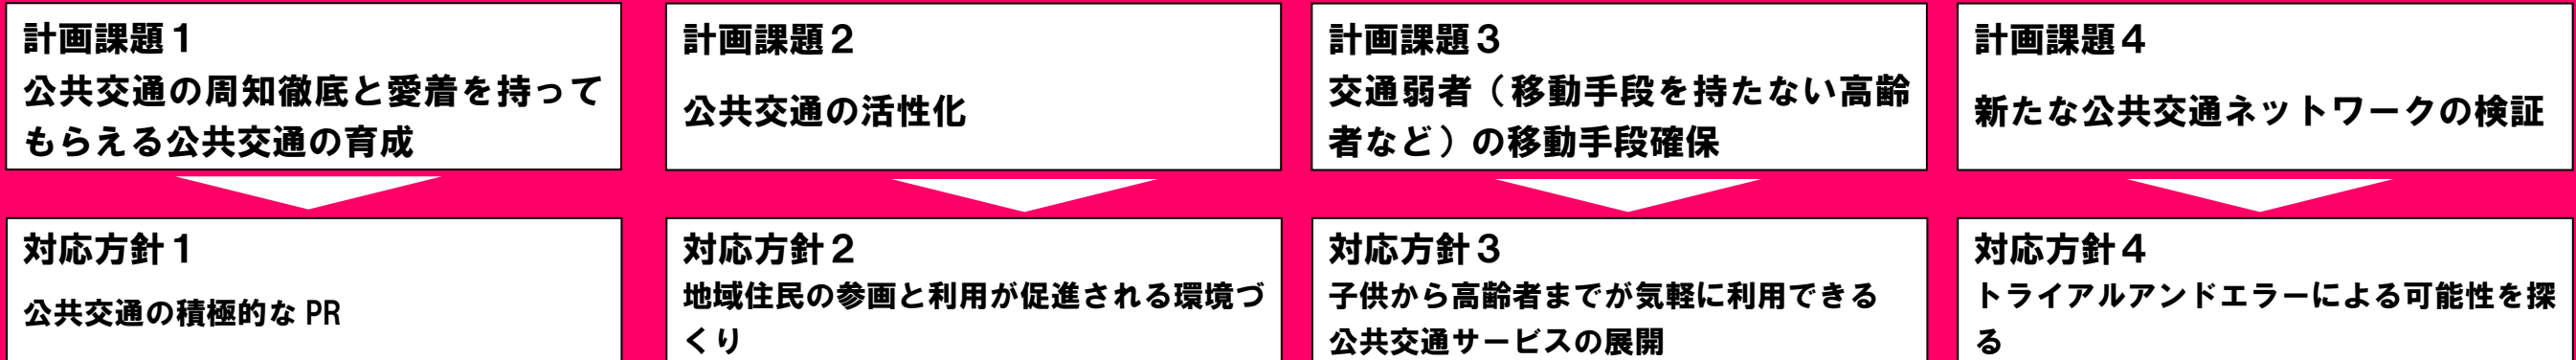 計画課題１
公共交通の周知徹底と愛着を持って
もらえる公共交通の育成
計画課題２
公共交通の活性化
計画課題３
交通弱者（移動手段を持たない高齢
者など）の移動手段確保
計画課題４
新たな公共交通ネットワークの検証
対応方針１
公共交通の積極的な PR
対応方針２
地域住民の参画と利用が促進される環境づ
くり
対応方針３
子供から高齢者までが気軽に利用できる
公共交通サービスの展開
対応方針４
トライアルアンドエラーによる可能性を探
る